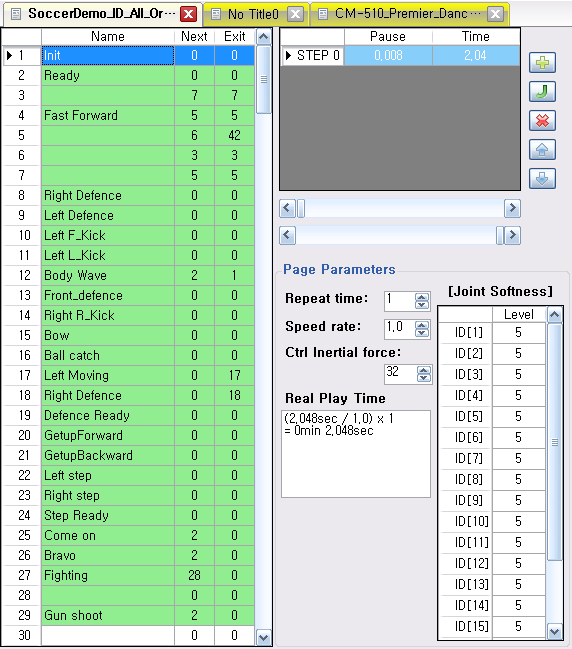 SoccerDemo_ID_All_Or···
No Title0
CM-510_Premier_Danc···
Name Next Exit
1 Init 0 0
2 Ready 0 0
3 7 7
4 Fast Forward 5 5
5 6 42
6 3 3
7 5 5
8 Right Defence 0 0
9 Left Defence 0 0
10 Left F_Kick 0 0
11 Left L_Kick 0 0
12 Body Wave 2 1
13 Front_defence 0 0
14 Right R_Kick 0 0
15 Bow 0 0
16 Ball catch 0 0
17 Left Moving 0 17
18 Right Defence 0 18
19 Defence Ready 0 0
20 GetupForward 0 0
21 GetupBackward 0 0
22 Left step 0 0
23 Right step 0 0
24 Step Ready 0 0
25 Come on 2 0
26 Bravo 2 0
27 Fighting 28 0
28 0 0
29 Gun shoot 2 0
30 0 0
Pause Time
STEP 0 0,008 2,04
Page Parameters
Repeat time: 1
Speed rate: 1,0
Ctrl Inertial force:
32
Real Play Time
(2,048sec / 1,0) x 1
= 0min 2,048sec
[Joint Softness]
Level
ID[1] 5
ID[2] 5
ID[3] 5
ID[4] 5
ID[5] 5
ID[6] 5
ID[7] 5
ID[8] 5
ID[9] 5
ID[10] 5
ID[11] 5
ID[12] 5
ID[13] 5
ID[14] 5
ID[15] 5